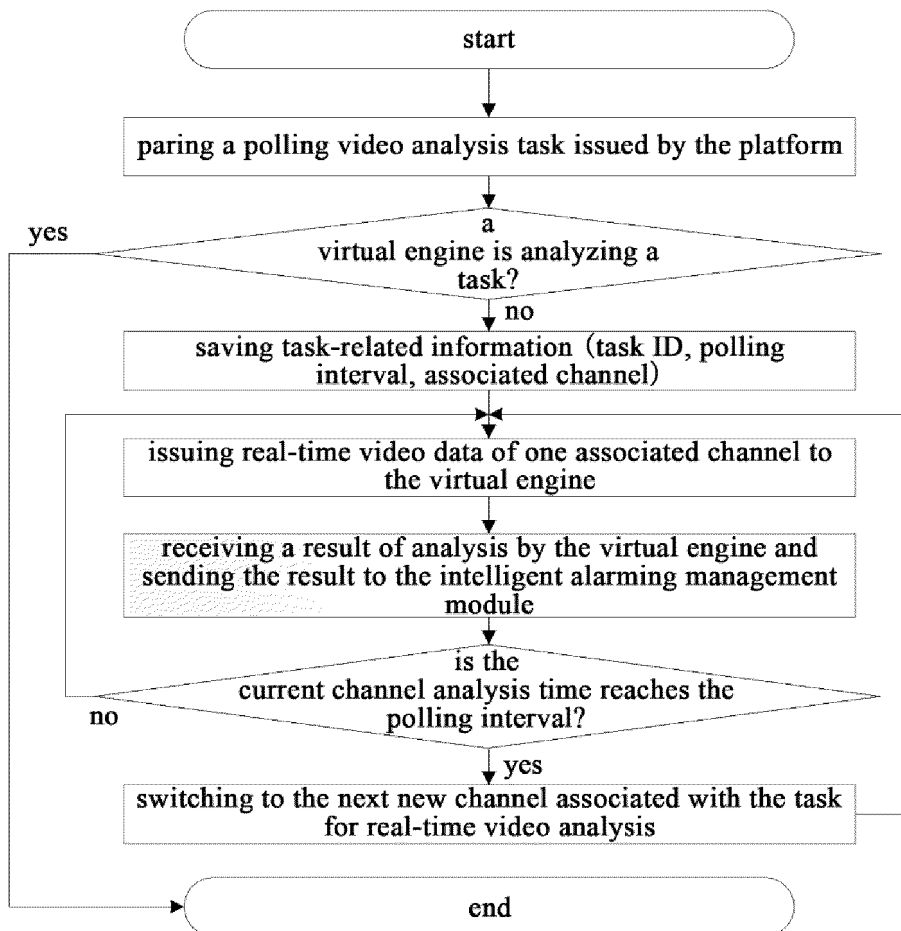 start
paring a polling video analysis task issued by the platform
yes
a
virtual engine is analyzing a
task?
no
saving task-related information (task ID, polling
interval, associated channel)
issuing real-time video data of one associated channel to
the virtual engine
receiving a result of analysis by the virtual engine and
sending the result to the intelligent alarming management
module
is the
current channel analysis time reaches the
polling interval?
no
yes
switching to the next new channel associated with the task
for real-time video analysis
end